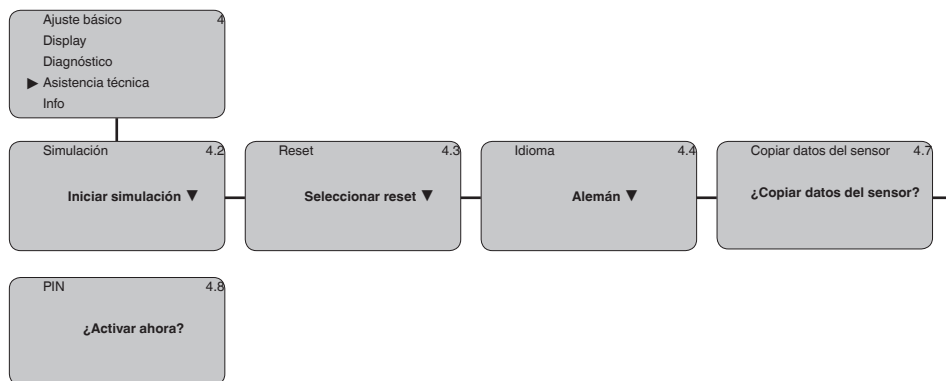 Ajuste básico 4
Display
Diagnóstico
▶ Asistencia técnica
Info
Simulación 4.2
Iniciar simulación ▼
Reset 4.3
Seleccionar reset ▼
Idioma 4.4
Alemán ▼
Copiar datos del sensor 4.7
¿Copiar datos del sensor?
PIN 4.8
¿Activar ahora?